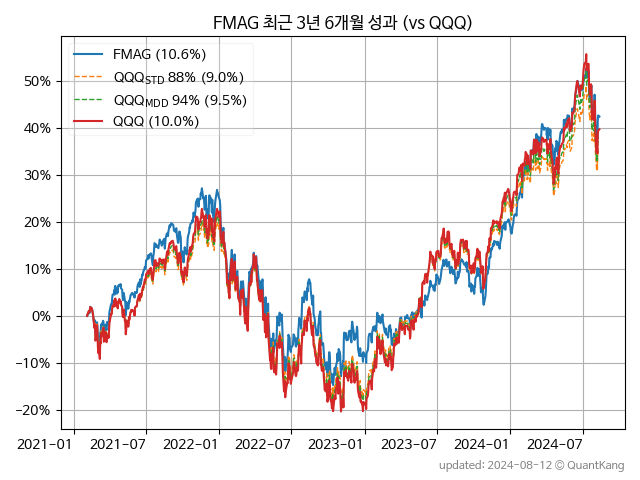 FMAG 최근 3년 6개월 성과 (vs QQQ)
FMAG (10.6%)
QQQSTD 88% (9.0%)
QQQMDD 94% (9.5%)
QQQ (10.0%)
50%
40%
30%
20%
10%
0%
−10%
−20%
2021-01 2021-07 2022-01 2022-07 2023-01 2023-07 2024-01 2024-07
updated: 2024-08-12 © QuantKang